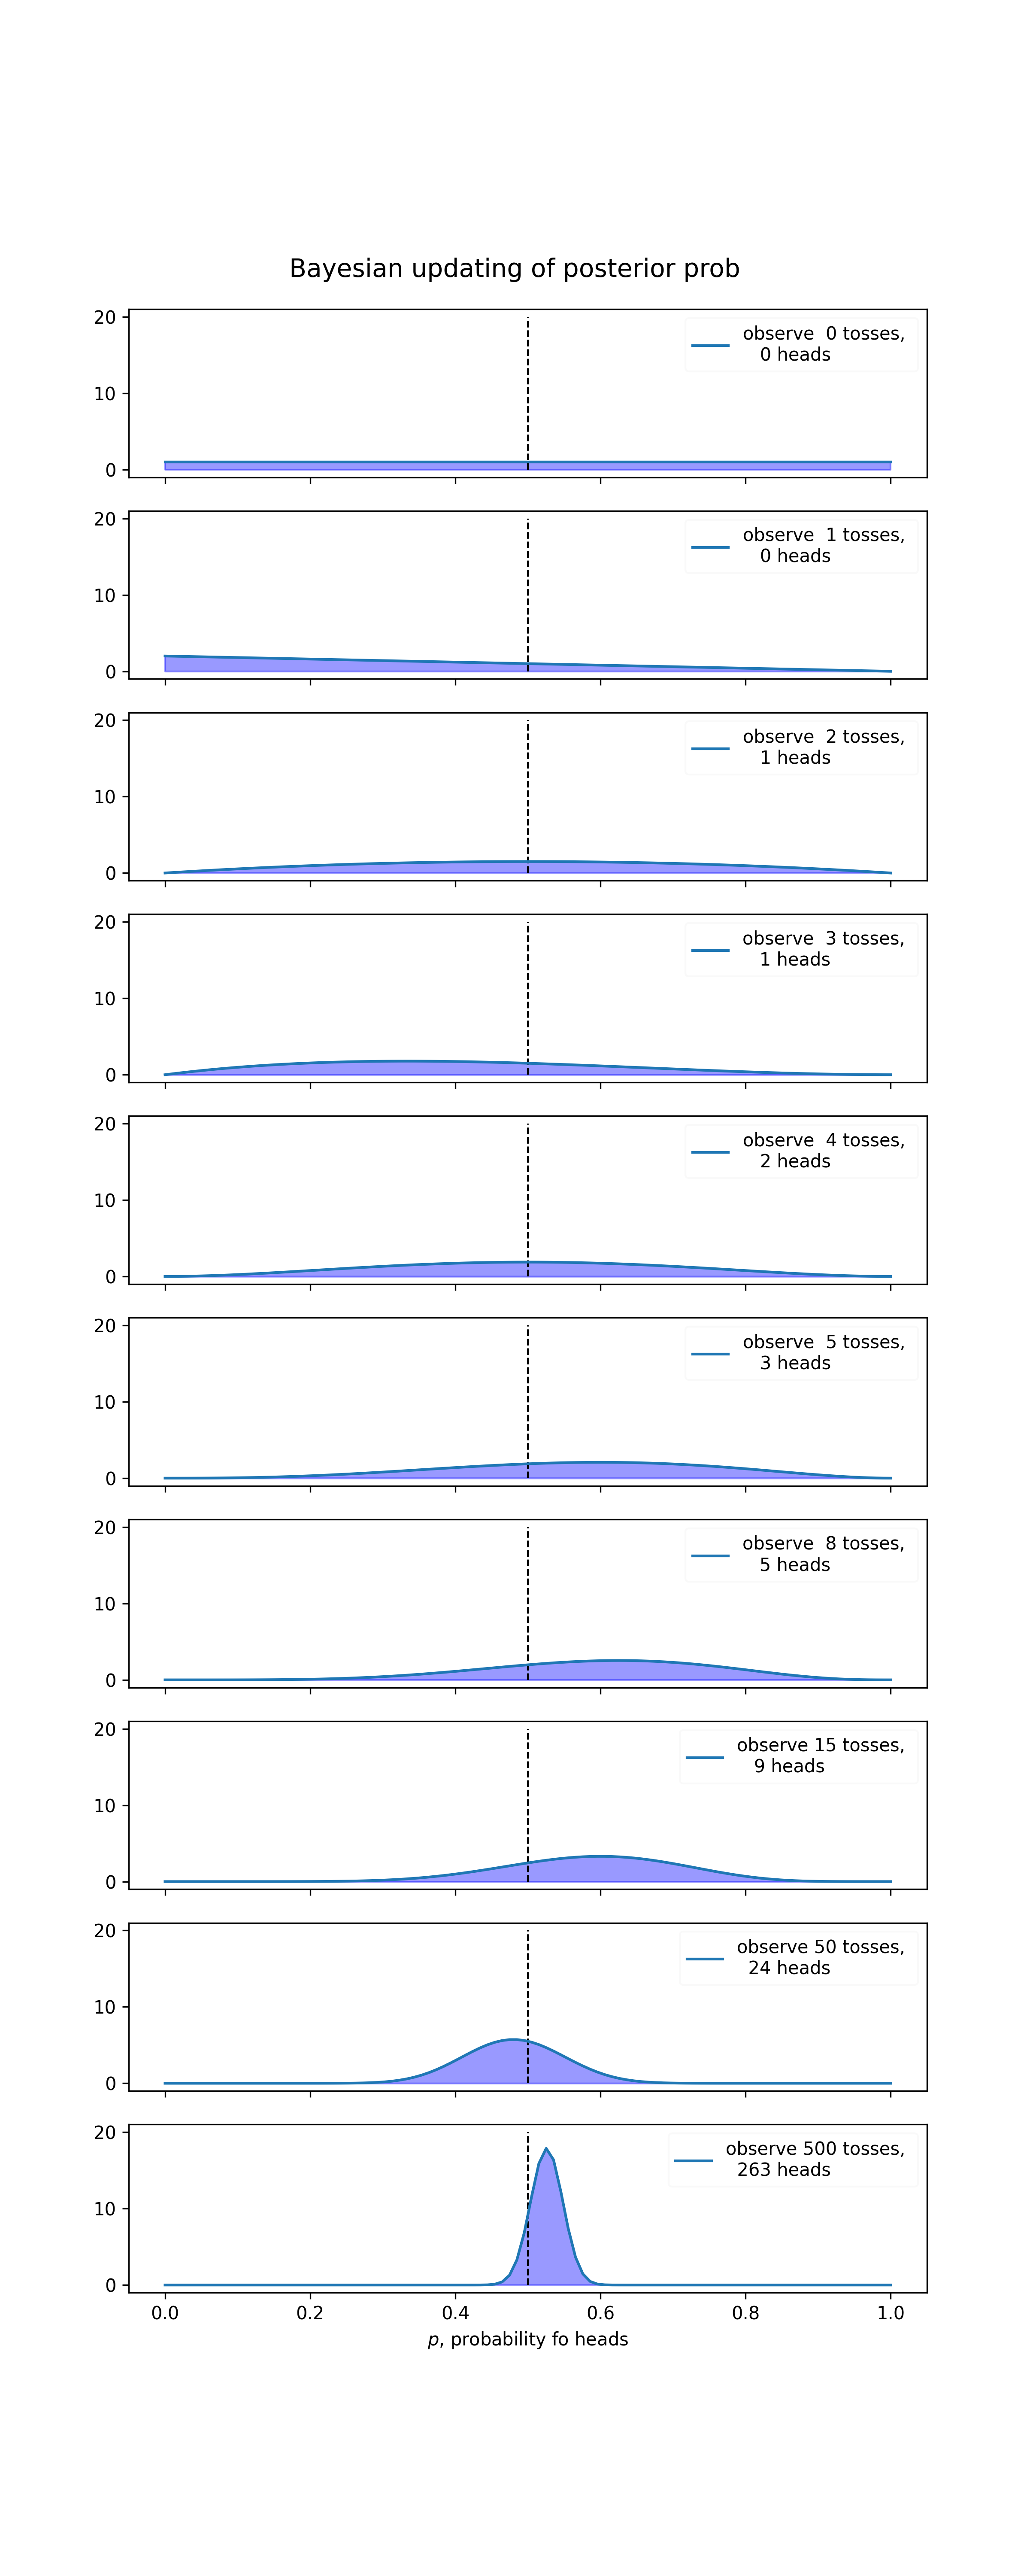 Bayesian updating of posterior prob
20
observe  0 tosses,
0 heads
10
0
20
observe  1 tosses,
0 heads
10
0
20
observe  2 tosses,
1 heads
10
0
20
observe  3 tosses,
1 heads
10
0
20
observe  4 tosses,
2 heads
10
0
20
observe  5 tosses,
3 heads
10
0
20
observe  8 tosses,
5 heads
10
0
20
observe 15 tosses,
9 heads
10
0
20
observe 50 tosses,
24 heads
10
0
20
observe 500 tosses,
263 heads
10
0
0.0 0.2 0.4 0.6 0.8 1.0
p, probability fo heads